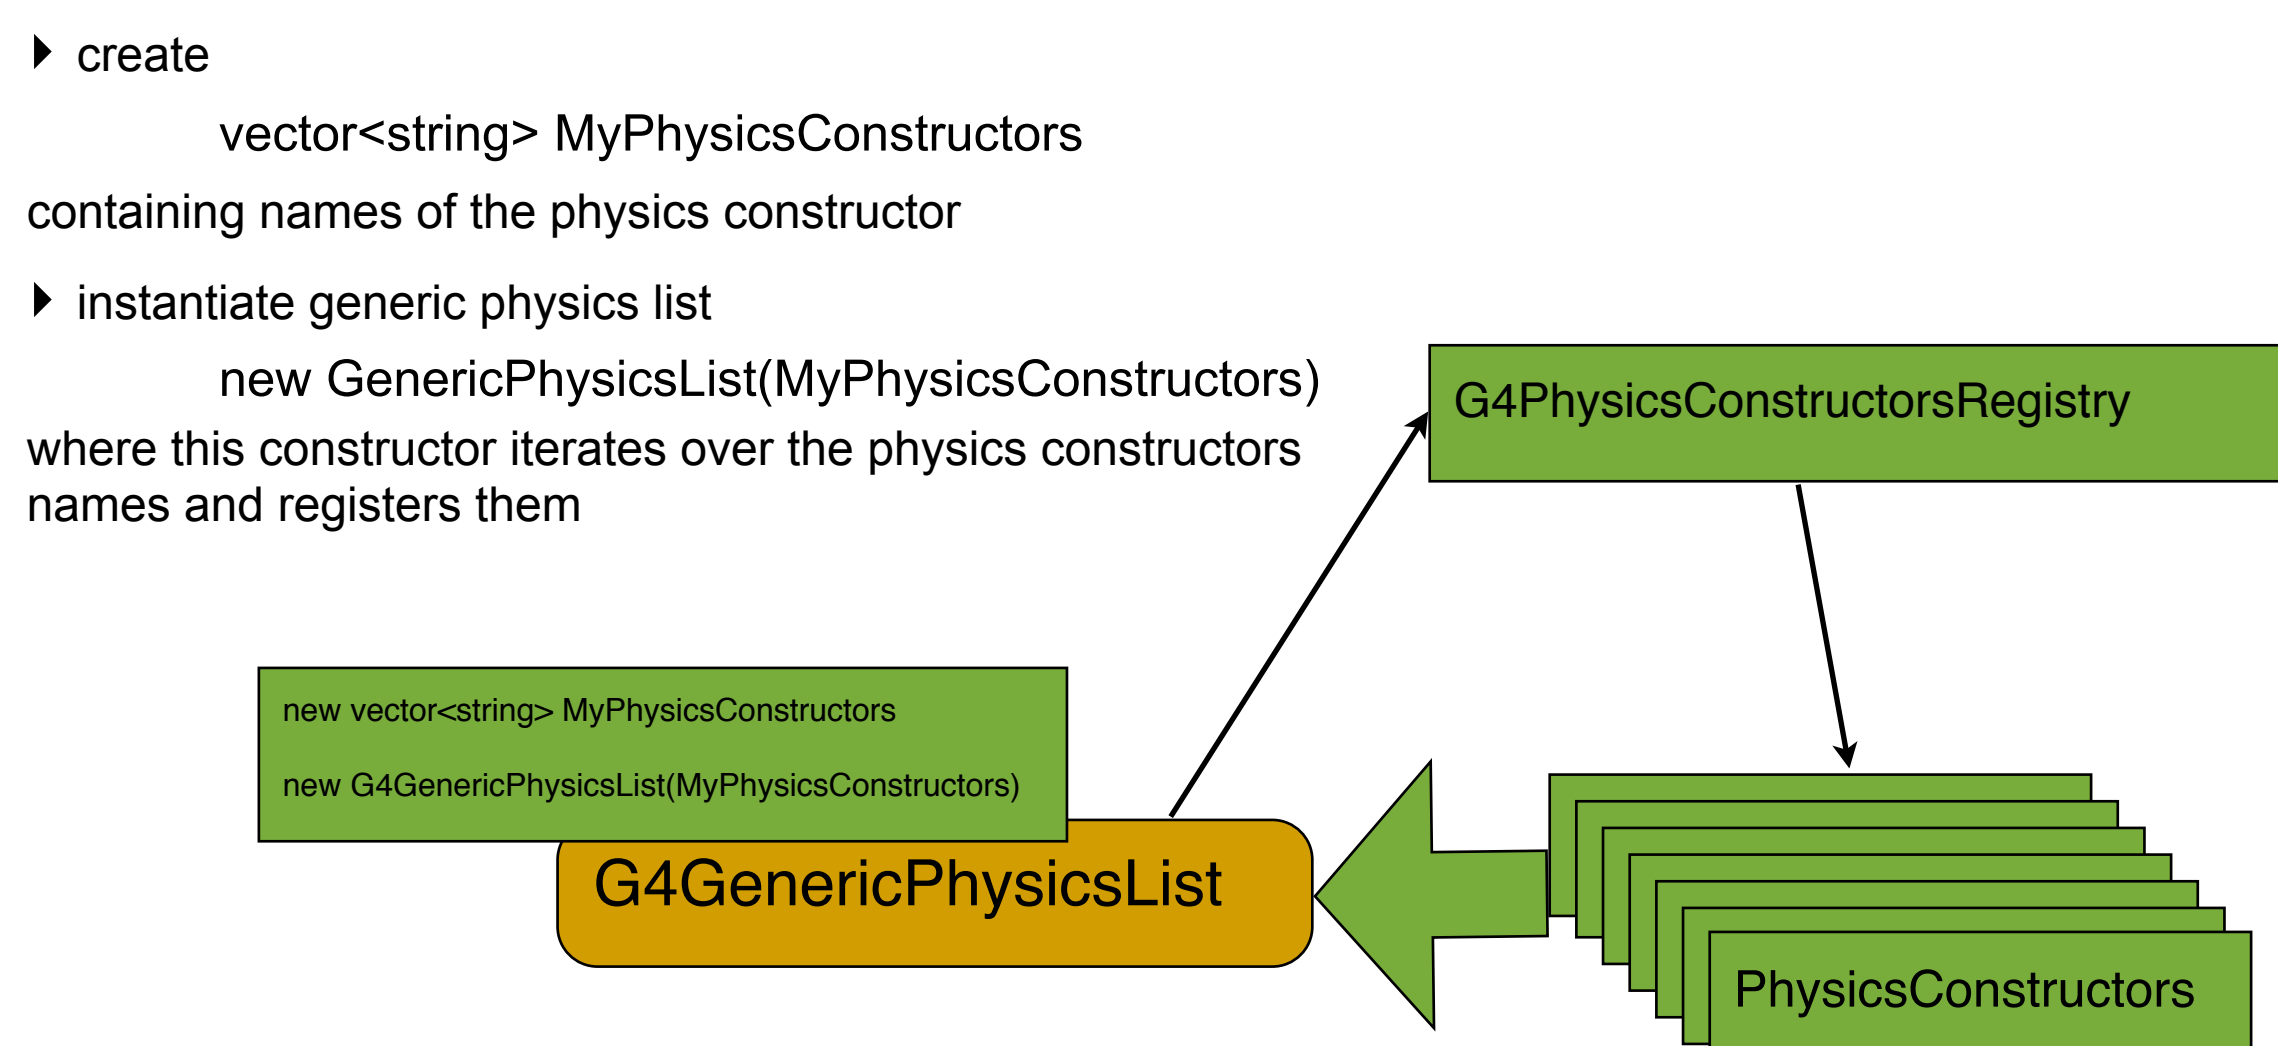 create
vector<string> MyPhysicsConstructors
containing names of the physics constructor
instantiate generic physics list
new GenericPhysicsList(MyPhysicsConstructors)
where this constructor iterates over the physics constructors
names and registers them
G4PhysicsConstructorsRegistry
new vector<string> MyPhysicsConstructors
new G4GenericPhysicsList(MyPhysicsConstructors)
G4GenericPhysicsList
PhysicsConstructors